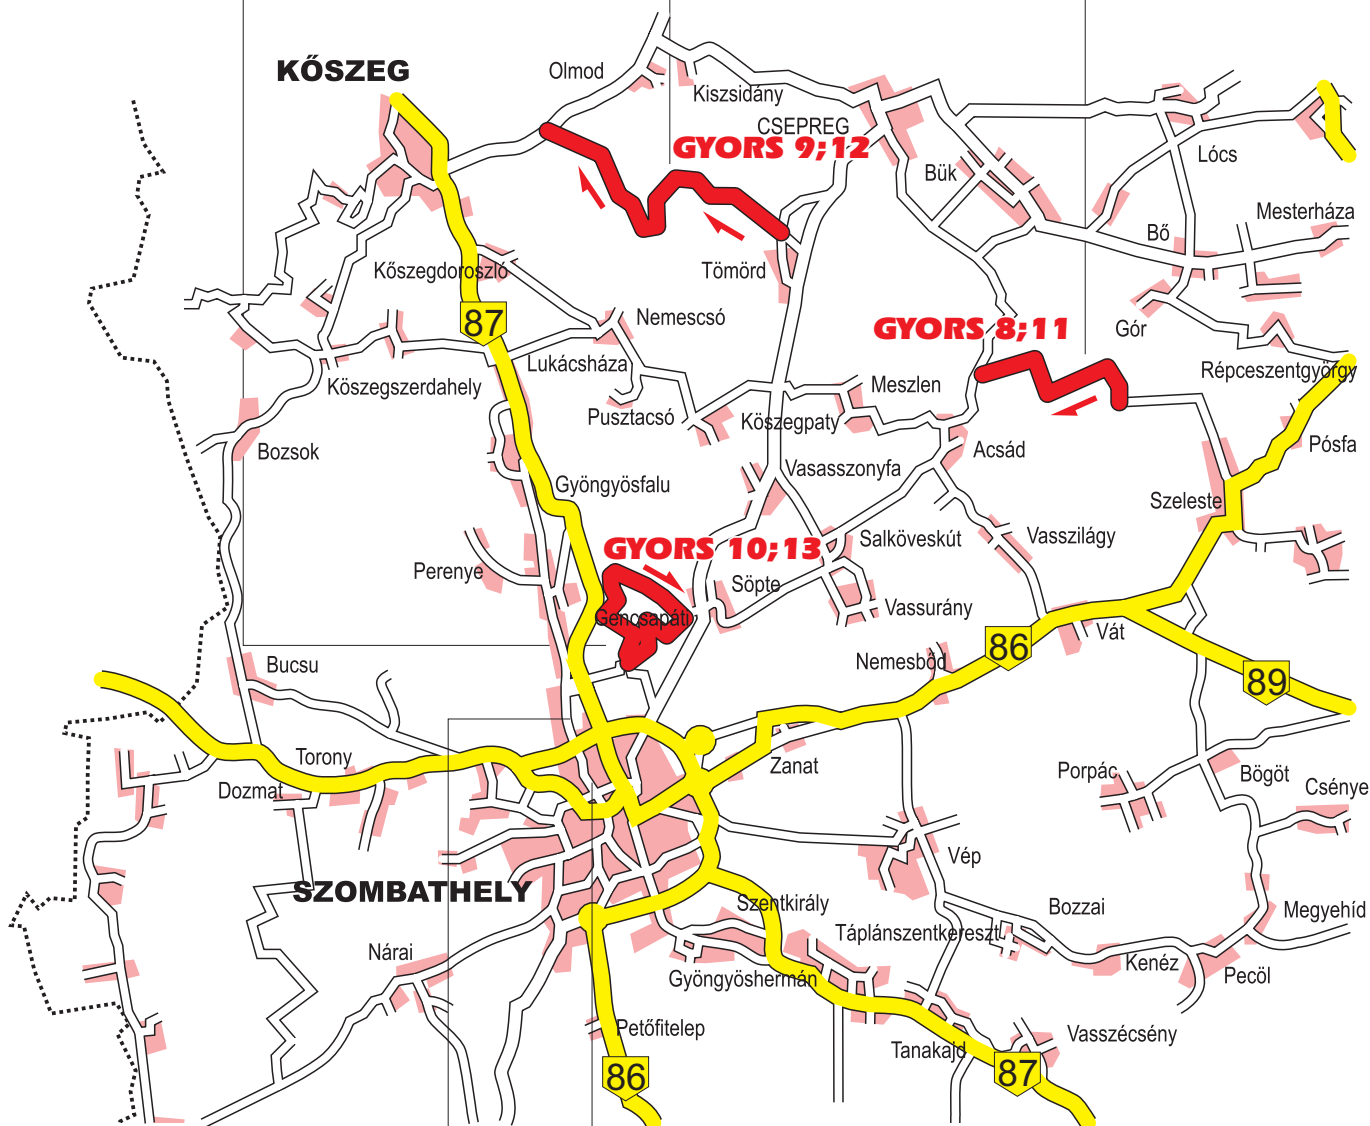 KŐSZEG
Olmod
Kiszsidány
CSEPREG
GYORS 9;12
Bük
Lócs
Mesterháza
Bő
Kőszegdoroszló
Tömörd
87
Nemescsó
GYORS 8;11
Gór
Lukácsháza
Köszegszerdahely
Meszlen
Répceszentgyörgy
Pusztacsó
Köszegpaty
Bozsok
Acsád
Pósfa
Vasasszonyfa
Gyöngyösfalu
Szeleste
GYORS 10;13
Salköveskút
Vasszilágy
Perenye
Söpte
Gencsapáti
Vassurány
Vát
86
Nemesbőd
Bucsu
89
Torony
Zanat
Porpác
Bögöt
Dozmat
Csénye
Vép
SZOMBATHELY
Szentkirály
Bozzai
Megyehíd
Táplánszentkereszt
Nárai
Kenéz
Pecöl
Gyöngyöshermán
Petőfitelep
Vasszécsény
Tanakajd
86
87